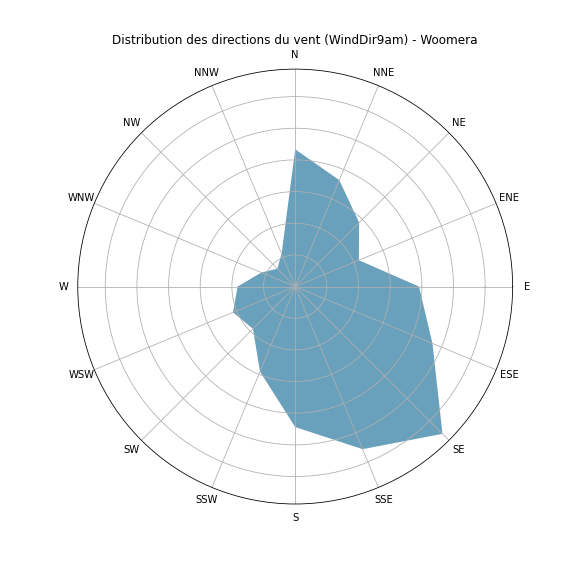 Distribution des directions du vent (WindDir9am) - Woomera
N
NNW
NNE
NW
NE
WNW
ENE
W
E
WSW
ESE
SW
SE
SSW
SSE
S